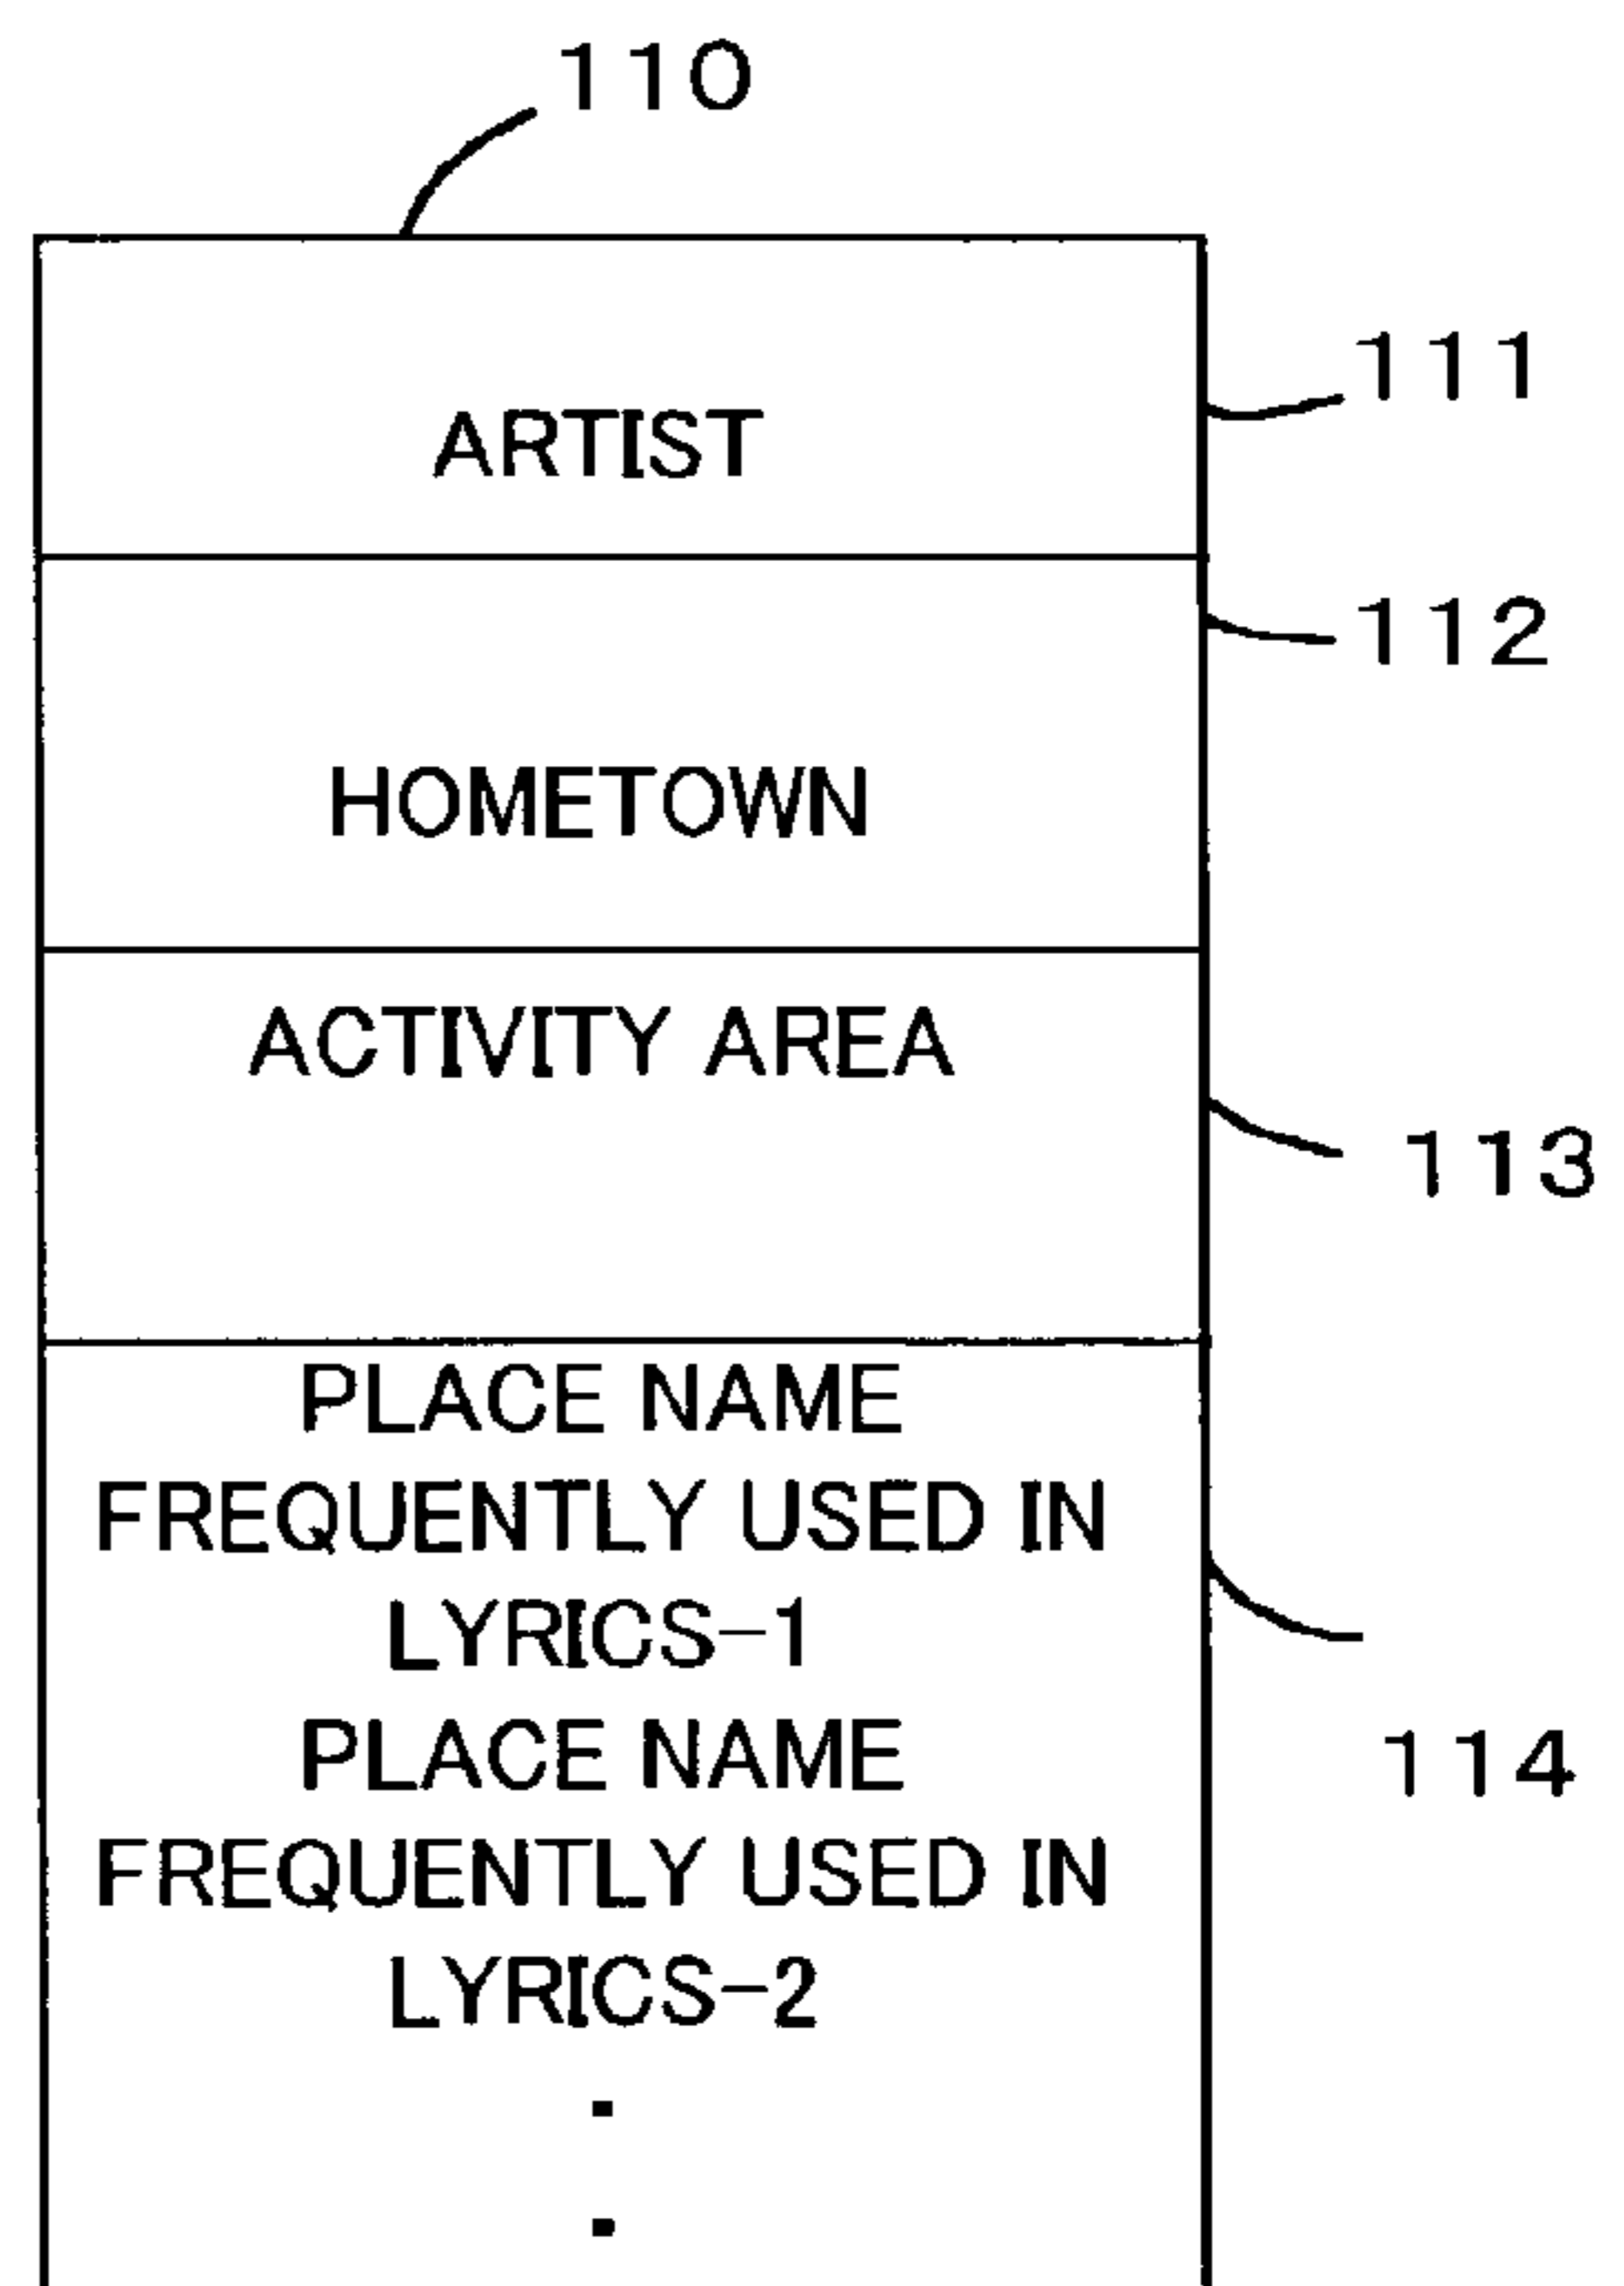 110
ARTIST
111
112
HOMETOWN
ACTIVITY AREA
113
PLACE NAME
FREQUENTLY USED IN
LYRICS-1
PLACE NAME
114
FREQUENTLY USED IN
LYRICS-2